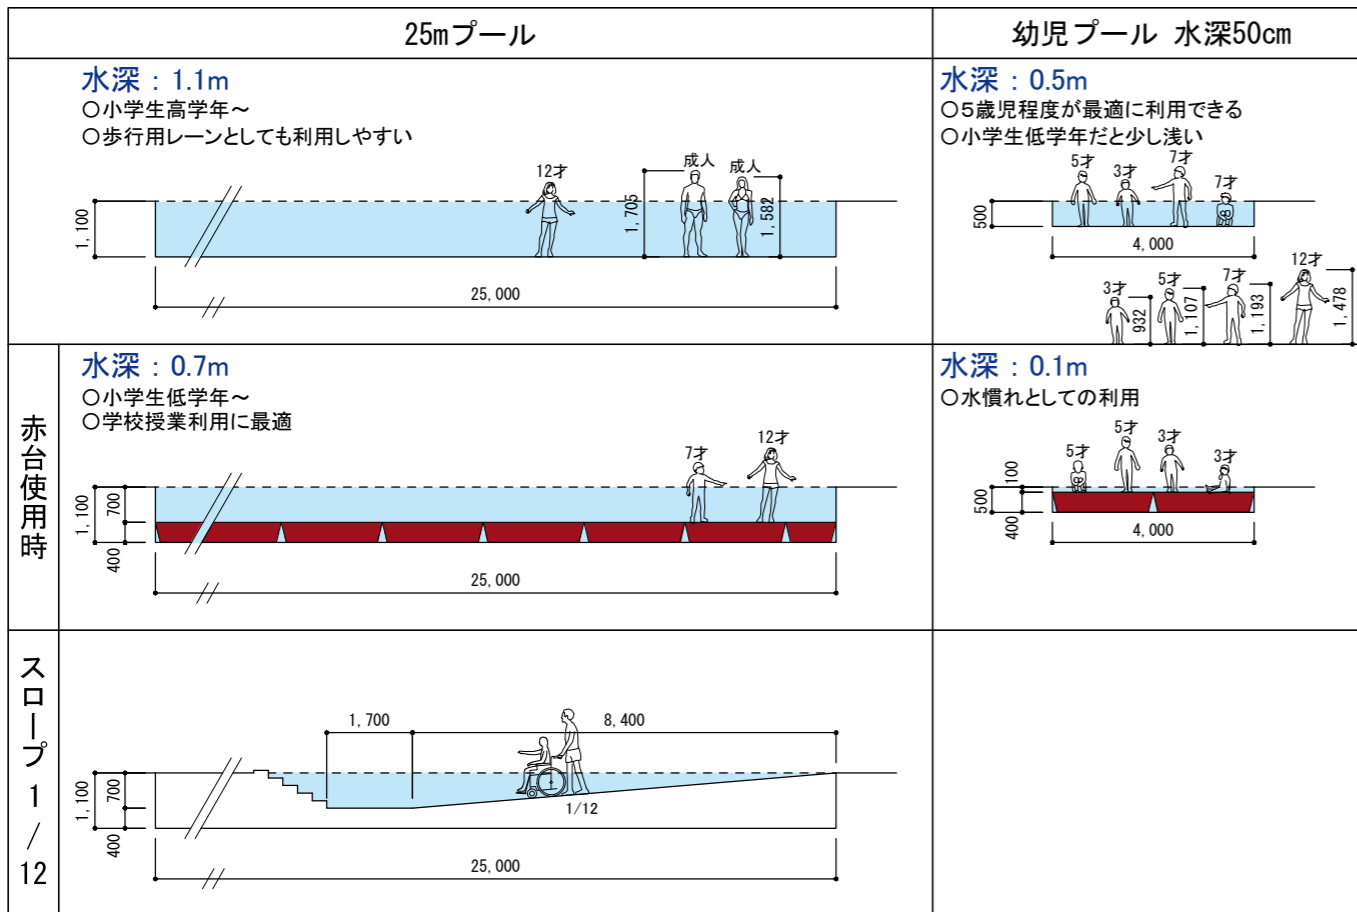 25mプール
幼児プール 水深50cm
水深：1.1m
○小学生高学年～
○歩行用レーンとしても利用しやすい
12才
成人
成人
1,100
1,705
1,582
25,000
水深：0.5m
○5歳児程度が最適に利用できる
○小学生低学年だと少し浅い
5才
3才
7才
7才
500
4,000
3才
5才
7才
12才
932
1,107
1,193
1,478
赤台使用時
水深：0.7m
○小学生低学年～
○学校授業利用に最適
7才
12才
1,100
700
400
25,000
水深：0.1m
○水慣れとしての利用
5才
5才
3才
3才
500
100
400
4,000
スロープ 1/12
1,700
8,400
1,100
700
400
1/12
25,000